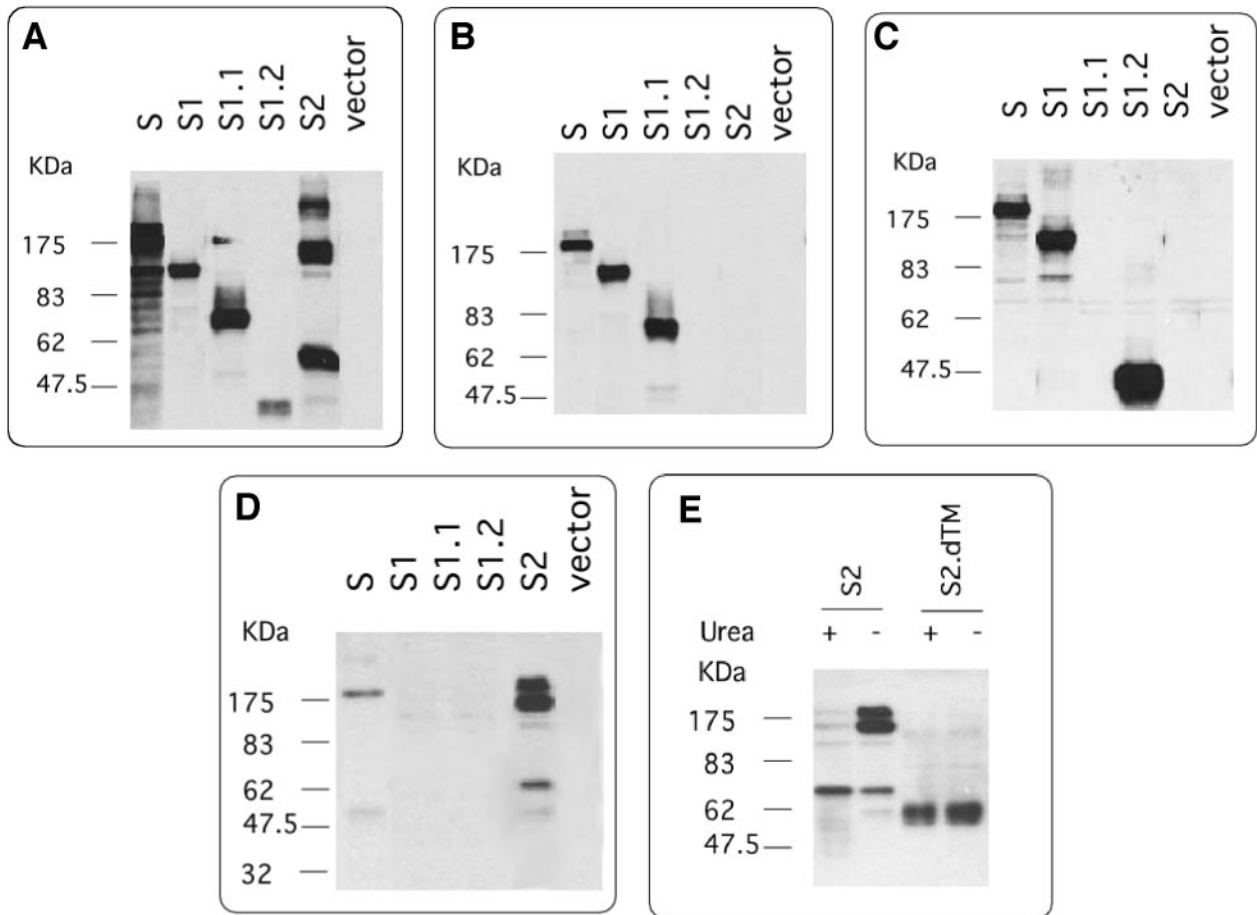 A
S
S1
S1.1
S1.2
S2
vector
KDa
175
83
62
47.5
B
S
S1
S1.1
S1.2
S2
vector
KDa
175
83
62
47.5
C
S
S1
S1.1
S1.2
S2
vector
KDa
175
83
62
47.5
D
S
S1
S1.1
S1.2
S2
vector
KDa
175
83
62
47.5
32
E
S2
S2.dTM
Urea + - + -
KDa
175
83
62
47.5